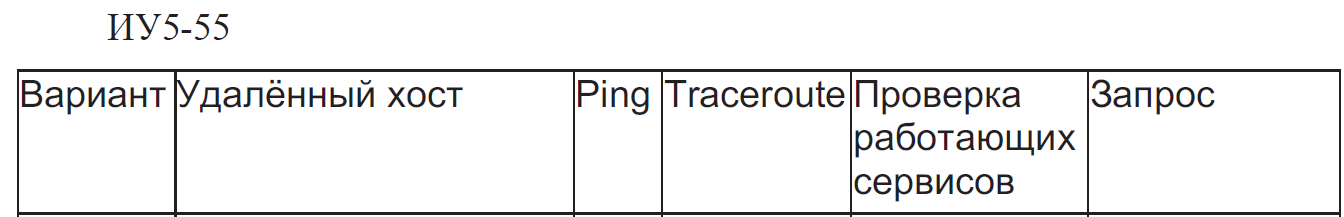 ИУ5-55
Вариант Удалённый хост Ping Traceroute Проверка Запрос
работающих
сервисов